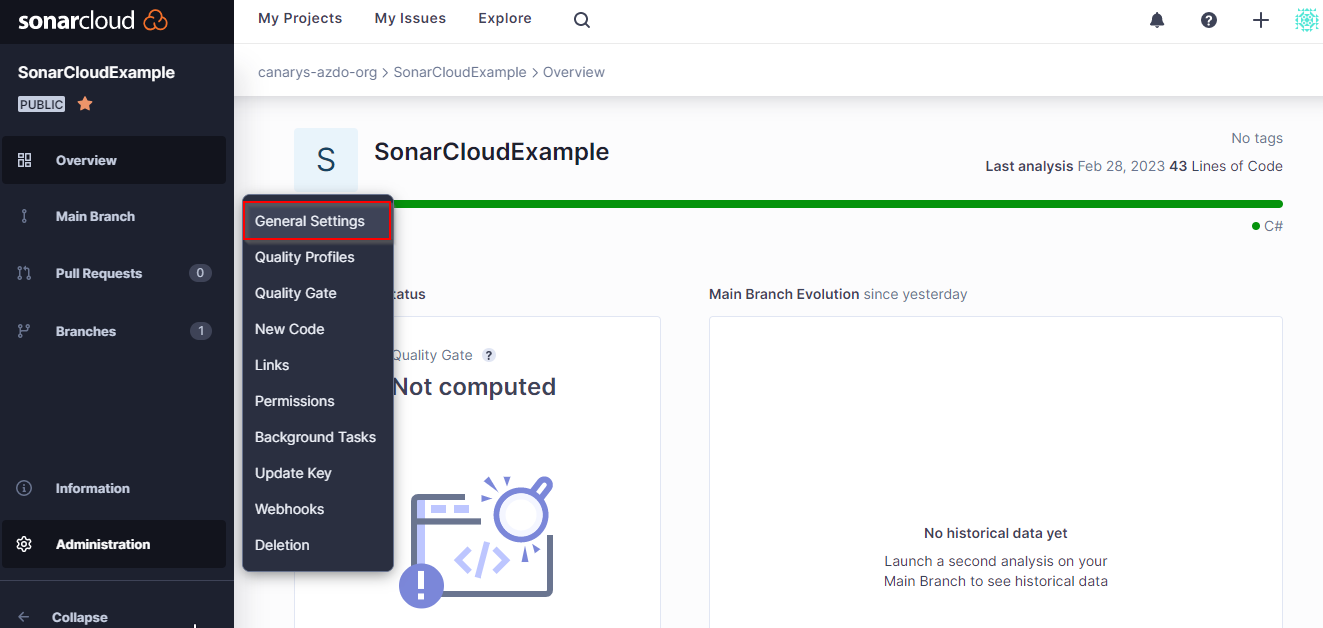 sonarcloud
My Projects
My Issues
Explore
SonarCloudExample
PUBLIC
Overview
Main Branch
Pull Requests 0
Branches 1
Information
Administration
Collapse
canarys-azdo-org > SonarCloudExample > Overview
S
SonarCloudExample
No tags
Last analysis Feb 28, 2023 43 Lines of Code
C#
General Settings
Quality Profiles
Quality Gate
New Code
Links
Permissions
Background Tasks
Update Key
Webhooks
Deletion
tatus
Quality Gate ?
Not computed
</>
!
Main Branch Evolution since yesterday
No historical data yet
Launch a second analysis on your
Main Branch to see historical data